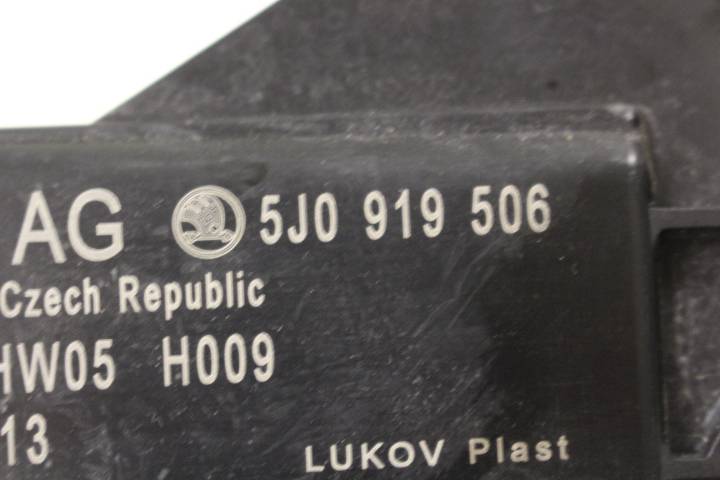 AG 5J0 919 506
Czech Republic
HW05 H009
13
LUKOV Plast